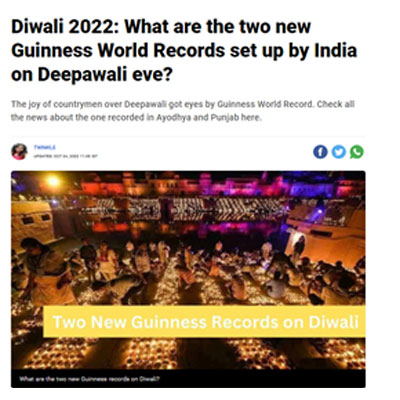 Diwali 2022: What are the two new
Guinness World Records set up by India
on Deepawali eve?
The joy of countrymen over Deepawali got eyes by Guinness World Record. Check all
the news about the one recorded in Ayodhya and Punjab here.
TWINKLE
UPDATED: OCT 24, 2022 11:45 IST
Two New Guinness Records on Diwali
What are the two new Guinness records on Diwali?